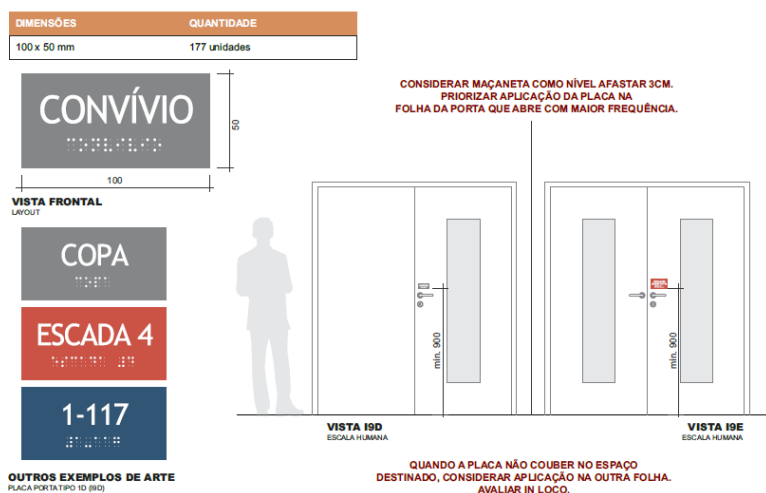 DIMENSÕES QUANTIDADE
100 x 50 mm 177 unidades
CONVÍVIO
50
100
VISTA FRONTAL
LAYOUT
COPA
ESCADA 4
1-117
OUTROS EXEMPLOS DE ARTE
PLACA PORTA TIPO 1D (I9D)
CONSIDERAR MAÇANETA COMO NÍVEL AFASTAR 3CM.
PRIORIZAR APLICAÇÃO DA PLACA NA
FOLHA DA PORTA QUE ABRE COM MAIOR FREQUÊNCIA.
min. 900
min. 900
VISTA I9D
ESCALA HUMANA
VISTA I9E
ESCALA HUMANA
QUANDO A PLACA NÃO COUBER NO ESPAÇO
DESTINADO, CONSIDERAR APLICAÇÃO NA OUTRA FOLHA.
AVALIAR IN LOCO.